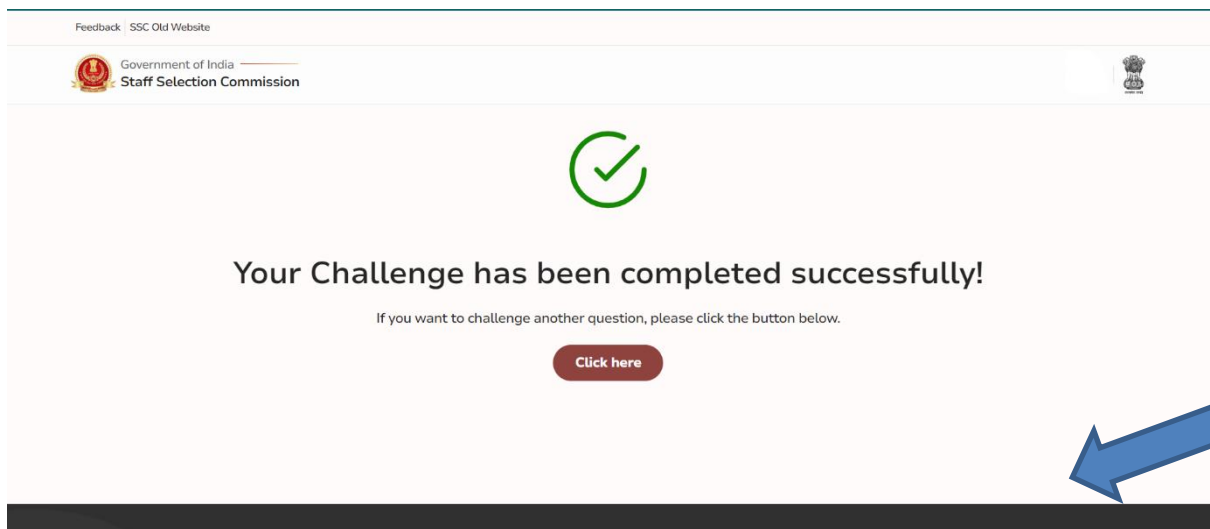 Feedback SSC Old Website
Government of India
Staff Selection Commission
Your Challenge has been completed successfully!
If you want to challenge another question, please click the button below.
Click here